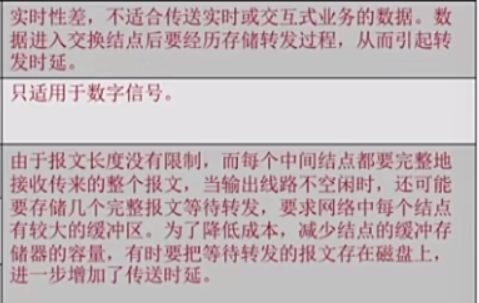 实时性差，不适合传送实时或交互式业务的数据。数
据进入交换结点后要经历存储转发过程，从而引起转
发时延。
只适用于数字信号。
由于报文长度没有限制，而每个中间结点都要完整地
接收传来的整个报文，当输出线路不空闲时，还可能
要存储几个完整报文等待转发，要求网络中每个结点
有较大的缓冲区。为了降低成本，减少结点的缓冲存
储器的容量，有时要把等待转发的报文存在磁盘上，
进一步增加了传送时延。